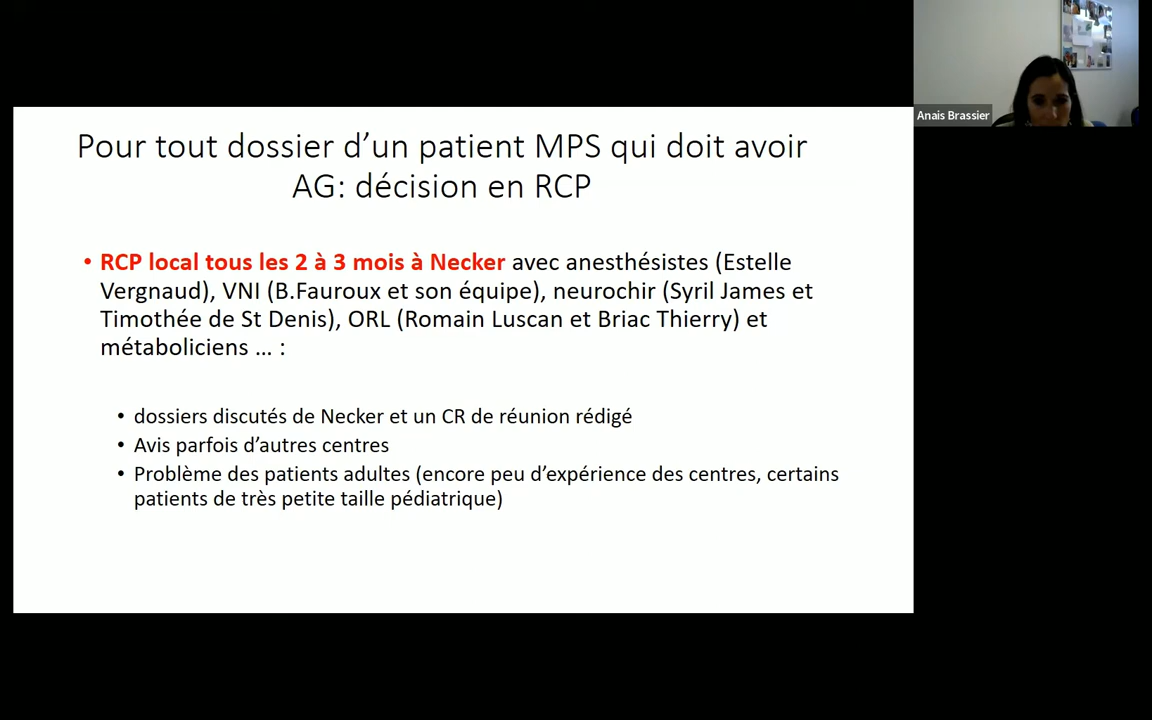 Pour tout dossier d'un patient MPS qui doit avoir
AG: décision en RCP
• RCP local tous les 2 à 3 mois à Necker avec anesthésistes (Estelle
Vergnaud), VNI (B.Fauroux et son équipe), neurochir (Syril James et
Timothée de St Denis), ORL (Romain Luscan et Briac Thierry) et
métaboliciens ... :
• dossiers discutés de Necker et un CR de réunion rédigé
• Avis parfois d'autres centres
• Problème des patients adultes (encore peu d'expérience des centres, certains
patients de très petite taille pédiatrique)
Anais Brassier